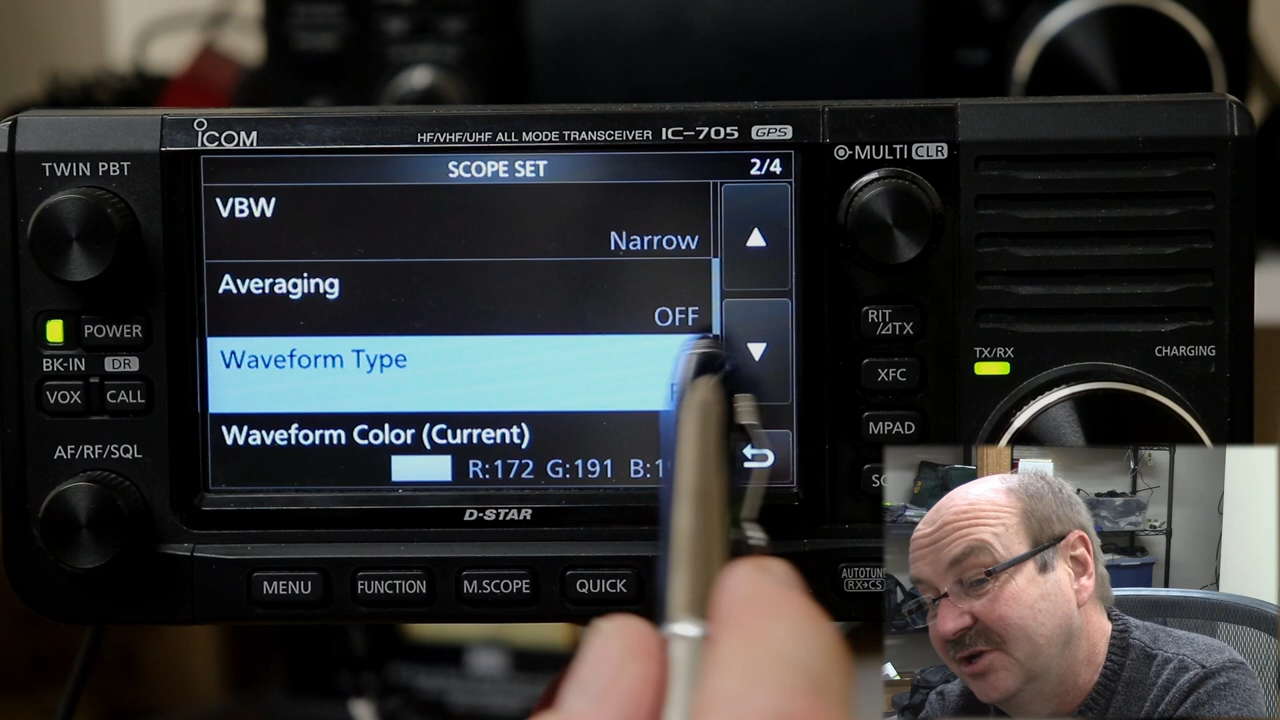 ICOM
HF/VHF/UHF ALL MODE TRANSCEIVER IC-705 GPS
TWIN PBT
SCOPE SET 2/4
MULTI CLR
VBW
Narrow
Averaging
OFF
Waveform Type
Waveform Color (Current)
R:172 G:191 B:1
POWER
BK-IN DR
VOX CALL
AF/RF/SQL
RIT
/⊿TX
XFC
MPAD
TX/RX
CHARGING
D-STAR
MENU FUNCTION M.SCOPE QUICK
AUTOTUNE
RX→CS